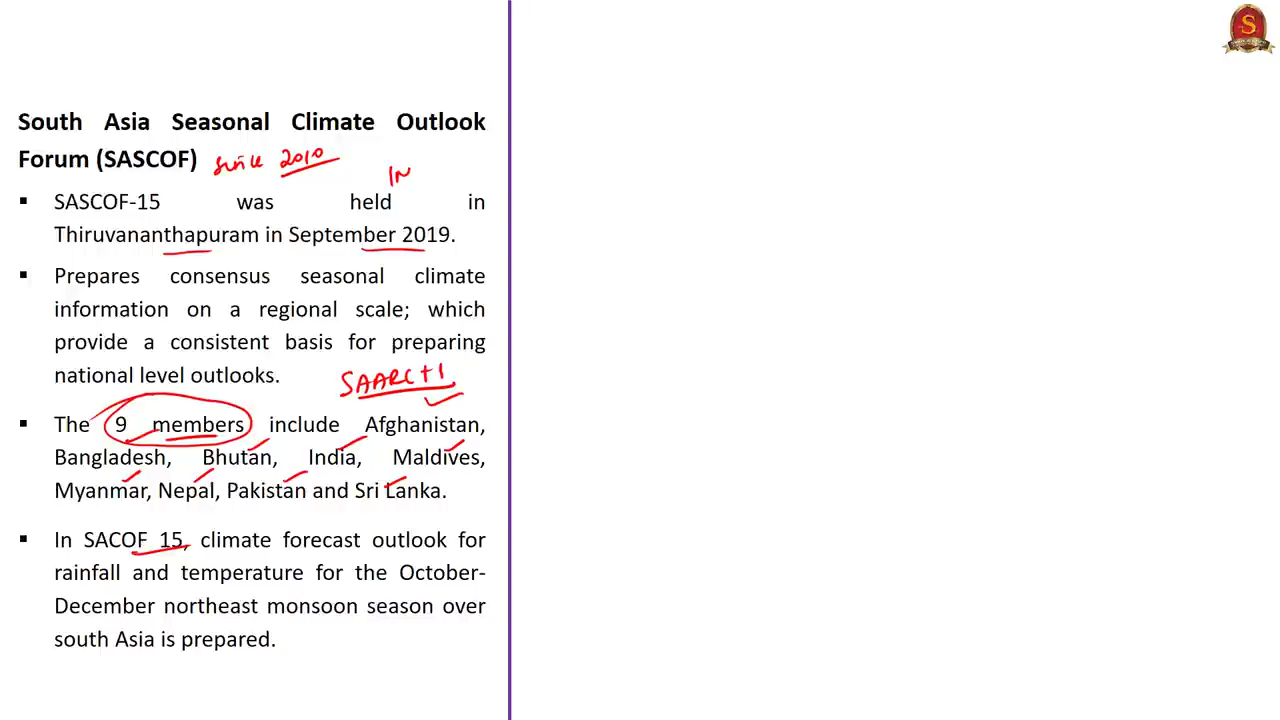 South Asia Seasonal Climate Outlook
Forum (SASCOF) since 2010
IN
SASCOF-15 was held in
Thiruvananthapuram in September 2019.
Prepares consensus seasonal climate
information on a regional scale; which
provide a consistent basis for preparing
national level outlooks.
SAARC+1
The 9 members include Afghanistan,
Bangladesh, Bhutan, India, Maldives,
Myanmar, Nepal, Pakistan and Sri Lanka.
In SACOF 15, climate forecast outlook for
rainfall and temperature for the October-
December northeast monsoon season over
south Asia is prepared.
S